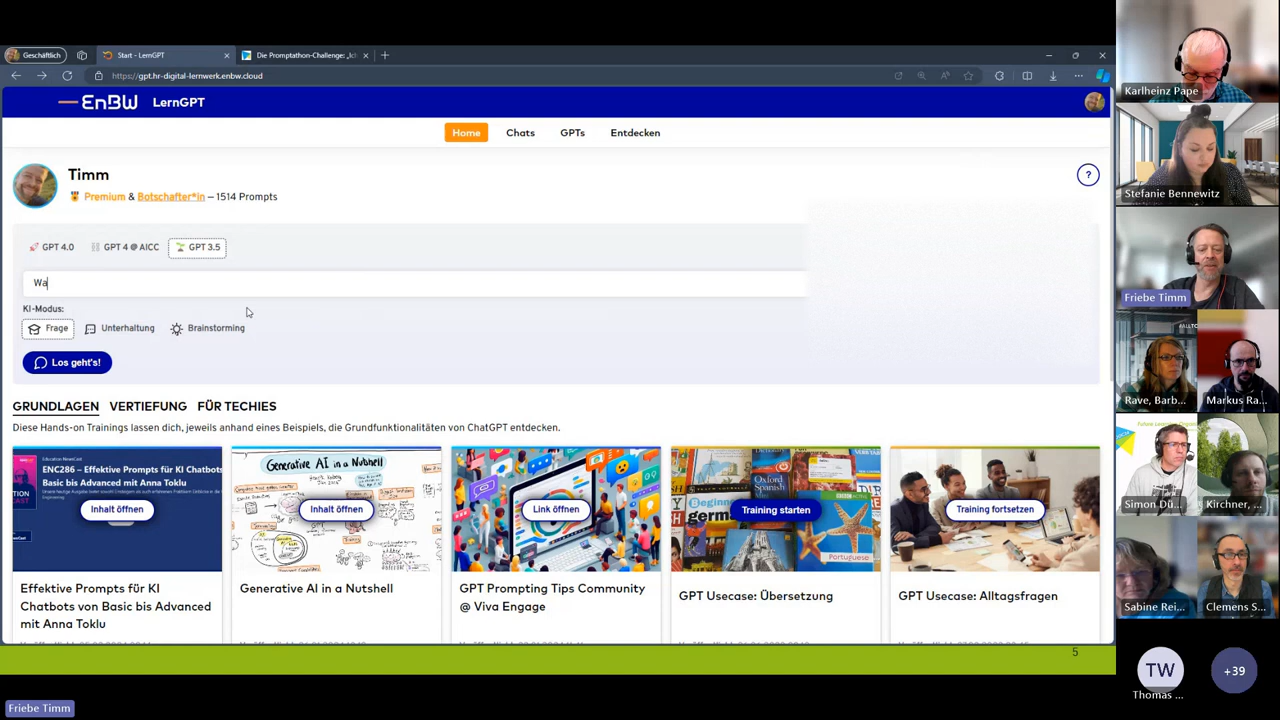 Geschäftlich
Start - LernGPT
Die Promptathon-Challenge: „Ich
https://gpt.hr-digital-lernwerk.enbw.cloud
EnBW LernGPT
Home Chats GPTs Entdecken
Timm
Premium & Botschafter*in – 1514 Prompts
?
GPT 4.0 GPT 4 @ AICC GPT 3.5
Wa
KI-Modus:
Frage Unterhaltung Brainstorming
Los geht's!
GRUNDLAGEN VERTIEFUNG FÜR TECHIES
Diese Hands-on Trainings lassen dich, jeweils anhand eines Beispiels, die Grundfunktionalitäten von ChatGPT entdecken.
ENC286 – Effektive Prompts für KI Chatbots
Basic bis Advanced mit Anna Toklu
Generative AI in a Nutshell
Oxford
Spanish
germ
Portuguese
Inhalt öffnen
Inhalt öffnen
Link öffnen
Training starten
Training fortsetzen
Effektive Prompts für KI
Chatbots von Basic bis Advanced
mit Anna Toklu
Generative AI in a Nutshell
GPT Prompting Tips Community
@ Viva Engage
GPT Usecase: Übersetzung
GPT Usecase: Alltagsfragen
5
Friebe Timm
Karlheinz Pape
Stefanie Bennewitz
Friebe Timm
Rave, Barb...
Markus Ra...
Simon Dü...
Kirchner, ...
Sabine Rei...
Clemens S...
TW
Thomas ...
+39